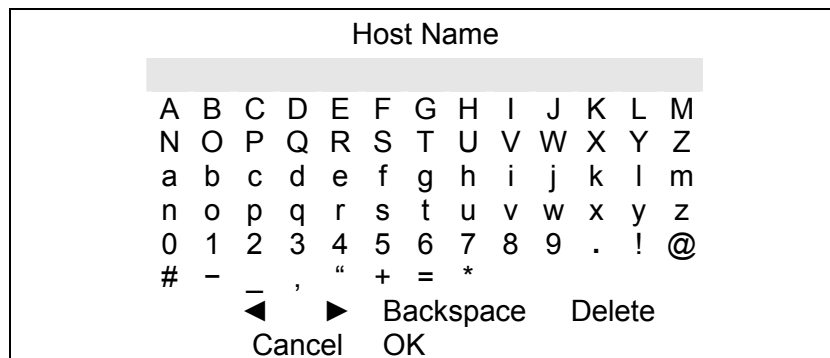 Host Name
A B C D E F G H I J K L M
N O P Q R S T U V W X Y Z
a b c d e f g h i j k l m
n o p q r s t u v w x y z
0 1 2 3 4 5 6 7 8 9 . ! @
# − _ , “ + = *
◄ ► Backspace Delete
Cancel OK